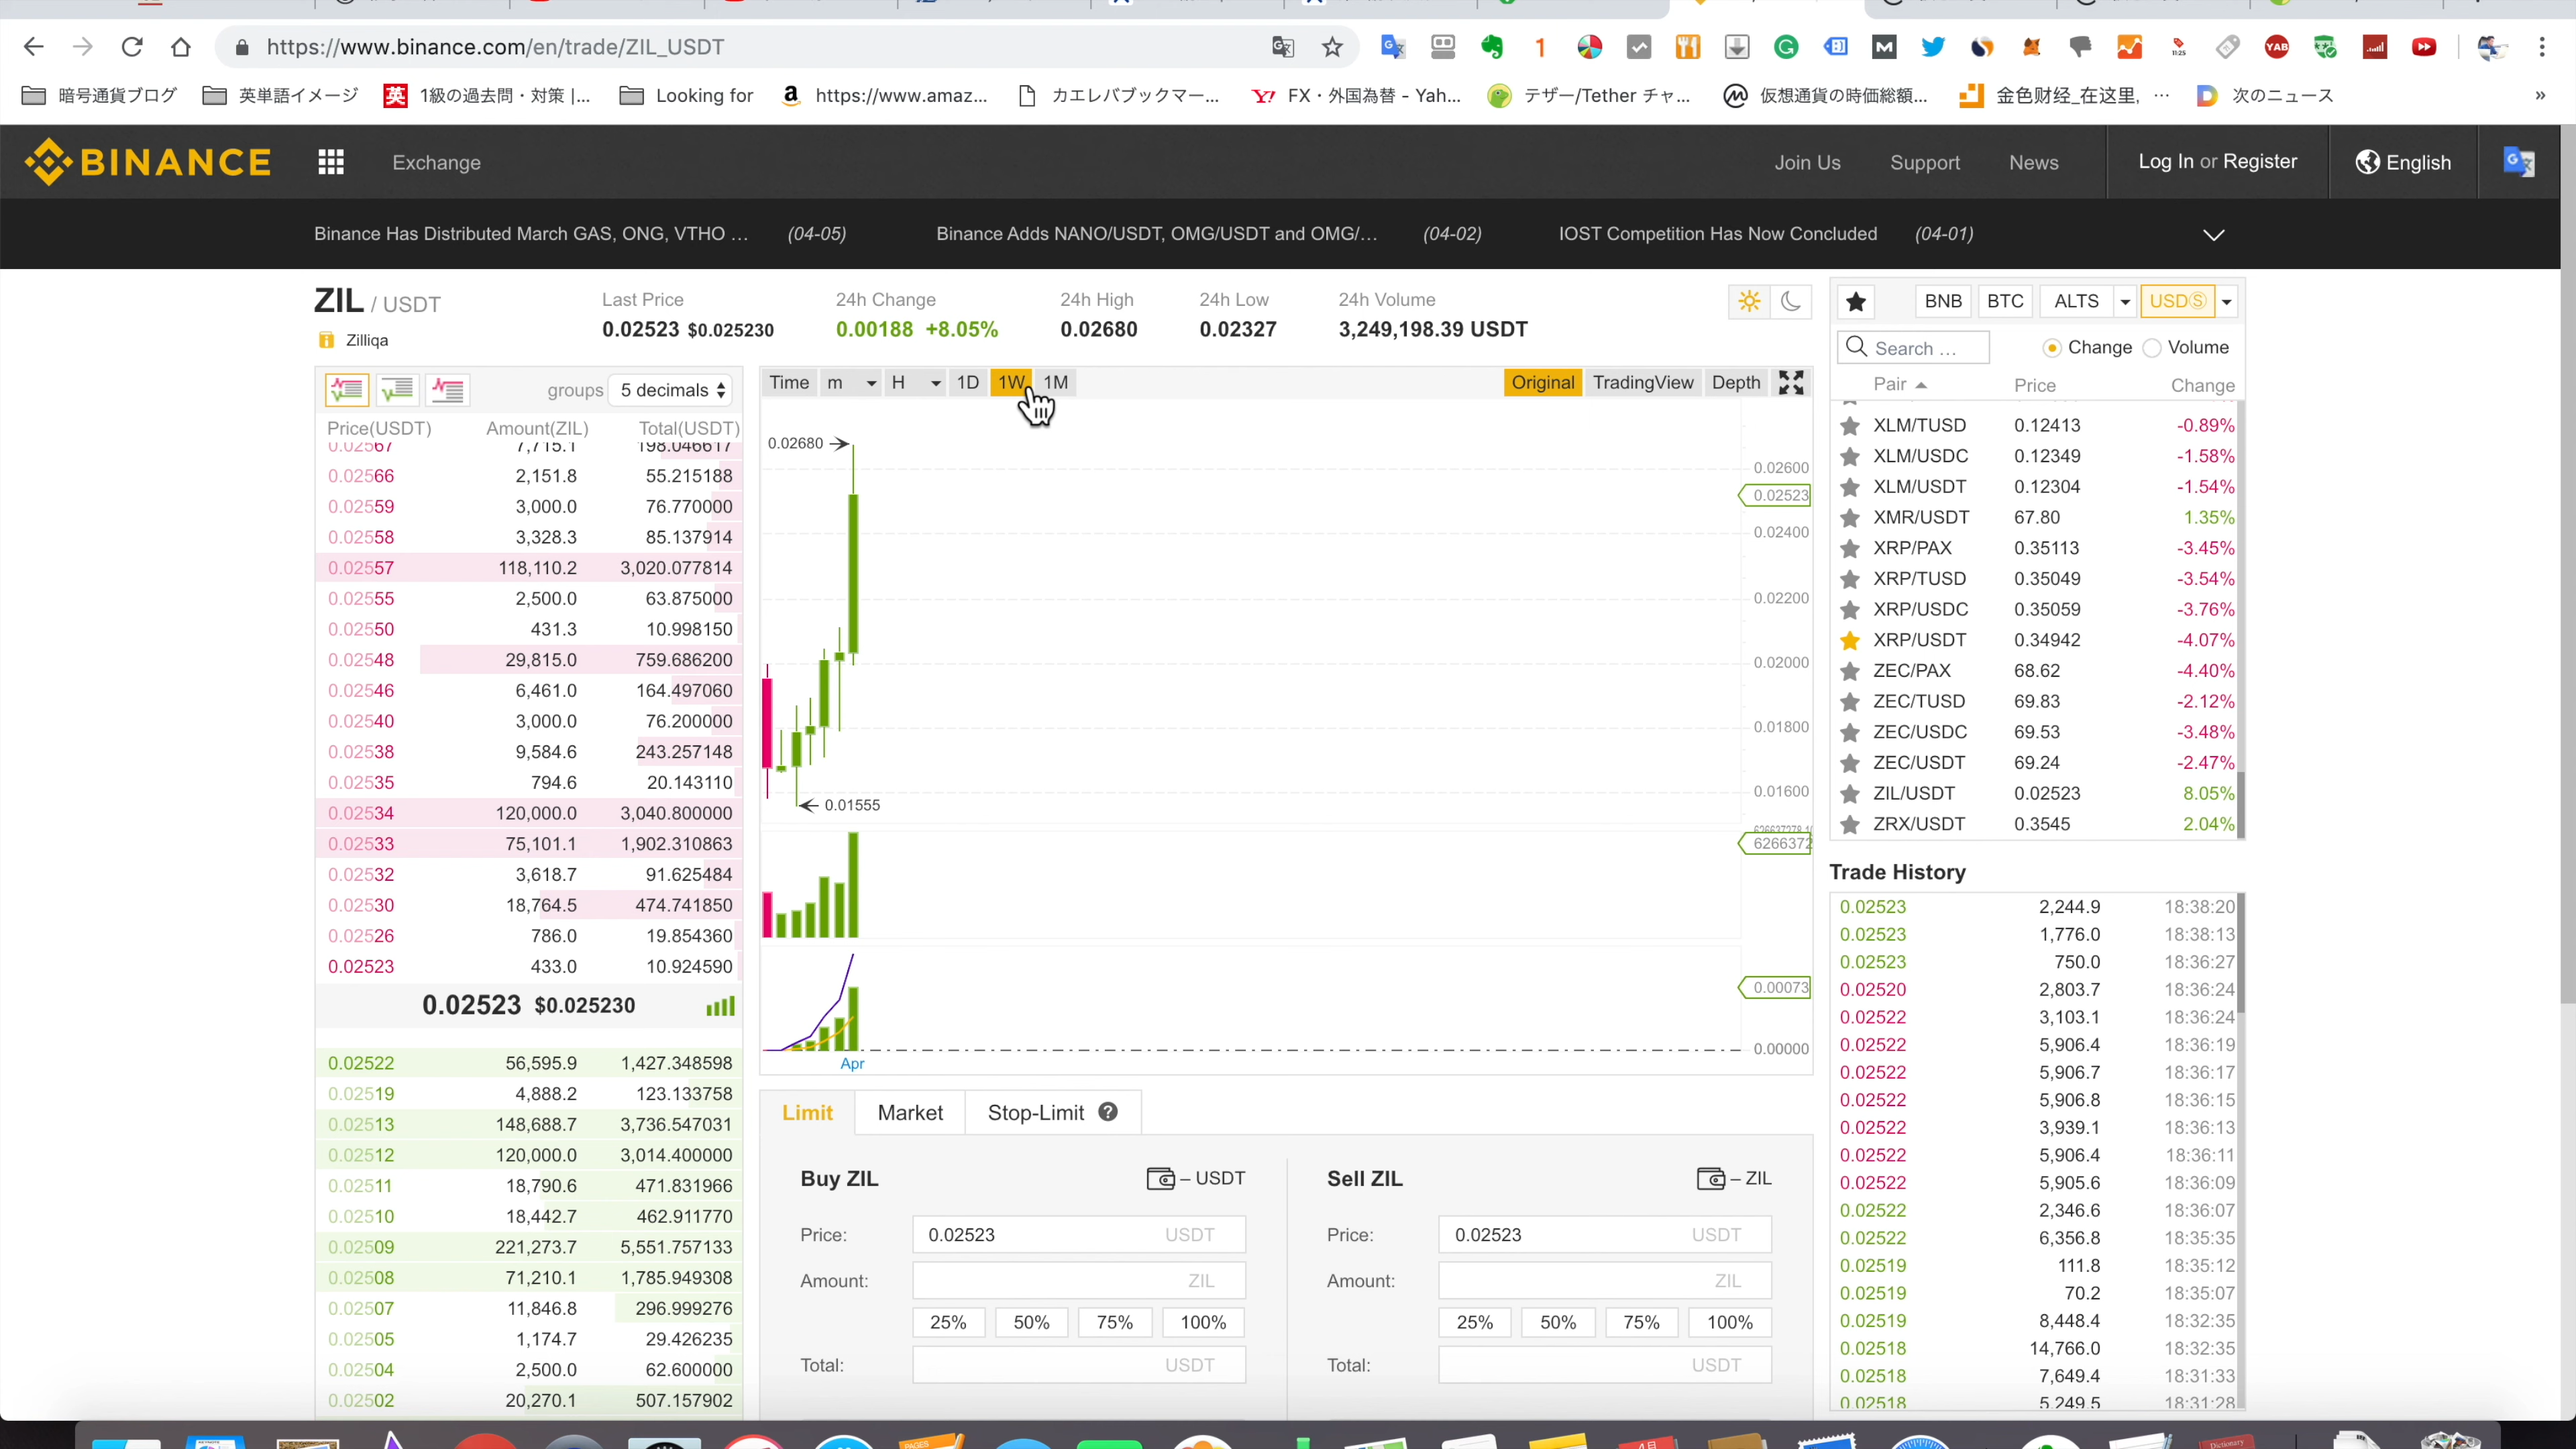 https://www.binance.com/en/trade/ZIL_USDT
暗号通貨ブログ 英単語イメージ 英 1級の過去問・対策 |... Looking for https://www.amaz... カエレバブックマー... FX・外国為替 - Yah... テザー/Tether チャ... 仮想通貨の時価総額... 金色财经_在这里, ... 次のニュース »
BINANCE Exchange Join Us Support News Log In or Register English
Binance Has Distributed March GAS, ONG, VTHO ... (04-05) Binance Adds NANO/USDT, OMG/USDT and OMG/... (04-02) IOST Competition Has Now Concluded (04-01)
ZIL / USDT
Zilliqa
Last Price 24h Change 24h High 24h Low 24h Volume
0.02523 $0.025230 0.00188 +8.05% 0.02680 0.02327 3,249,198.39 USDT
groups 5 decimals
Price(USDT) Amount(ZIL) Total(USDT)
0.02567 7,715.1 198.046617
0.02566 2,151.8 55.215188
0.02559 3,000.0 76.770000
0.02558 3,328.3 85.137914
0.02557 118,110.2 3,020.077814
0.02555 2,500.0 63.875000
0.02550 431.3 10.998150
0.02548 29,815.0 759.686200
0.02546 6,461.0 164.497060
0.02540 3,000.0 76.200000
0.02538 9,584.6 243.257148
0.02535 794.6 20.143110
0.02534 120,000.0 3,040.800000
0.02533 75,101.1 1,902.310863
0.02532 3,618.7 91.625484
0.02530 18,764.5 474.741850
0.02526 786.0 19.854360
0.02523 433.0 10.924590
0.02523 $0.025230
0.02522 56,595.9 1,427.348598
0.02519 4,888.2 123.133758
0.02513 148,688.7 3,736.547031
0.02512 120,000.0 3,014.400000
0.02511 18,790.6 471.831966
0.02510 18,442.7 462.911770
0.02509 221,273.7 5,551.757133
0.02508 71,210.1 1,785.949308
0.02507 11,846.8 296.999276
0.02505 1,174.7 29.426235
0.02504 2,500.0 62.600000
0.02502 20,270.1 507.157902
Time m H 1D 1W 1M Original TradingView Depth
0.02680
0.02600
0.02523
0.02400
0.02200
0.02000
0.01800
0.01600
0.01555
6266372
0.00073
0.00000
Apr
Limit Market Stop-Limit ?
Buy ZIL – USDT
Price: 0.02523 USDT
Amount: ZIL
25% 50% 75% 100%
Total: USDT
Sell ZIL – ZIL
Price: 0.02523 USDT
Amount: ZIL
25% 50% 75% 100%
Total: USDT
BNB BTC ALTS USDⓈ
Search ... Change Volume
Pair Price Change
XLM/TUSD 0.12413 -0.89%
XLM/USDC 0.12349 -1.58%
XLM/USDT 0.12304 -1.54%
XMR/USDT 67.80 1.35%
XRP/PAX 0.35113 -3.45%
XRP/TUSD 0.35049 -3.54%
XRP/USDC 0.35059 -3.76%
XRP/USDT 0.34942 -4.07%
ZEC/PAX 68.62 -4.40%
ZEC/TUSD 69.83 -2.12%
ZEC/USDC 69.53 -3.48%
ZEC/USDT 69.24 -2.47%
ZIL/USDT 0.02523 8.05%
ZRX/USDT 0.3545 2.04%
Trade History
0.02523 2,244.9 18:38:20
0.02523 1,776.0 18:38:13
0.02523 750.0 18:36:27
0.02520 2,803.7 18:36:24
0.02522 3,103.1 18:36:24
0.02522 5,906.4 18:36:19
0.02522 5,906.7 18:36:17
0.02522 5,906.8 18:36:15
0.02522 3,939.1 18:36:13
0.02522 5,906.4 18:36:11
0.02522 5,905.6 18:36:09
0.02522 2,346.6 18:36:07
0.02522 6,356.8 18:35:35
0.02519 111.8 18:35:12
0.02519 70.2 18:35:07
0.02519 8,448.4 18:32:35
0.02518 14,766.0 18:32:35
0.02518 7,649.4 18:31:33
0.02518 5,249.5 18:31:28